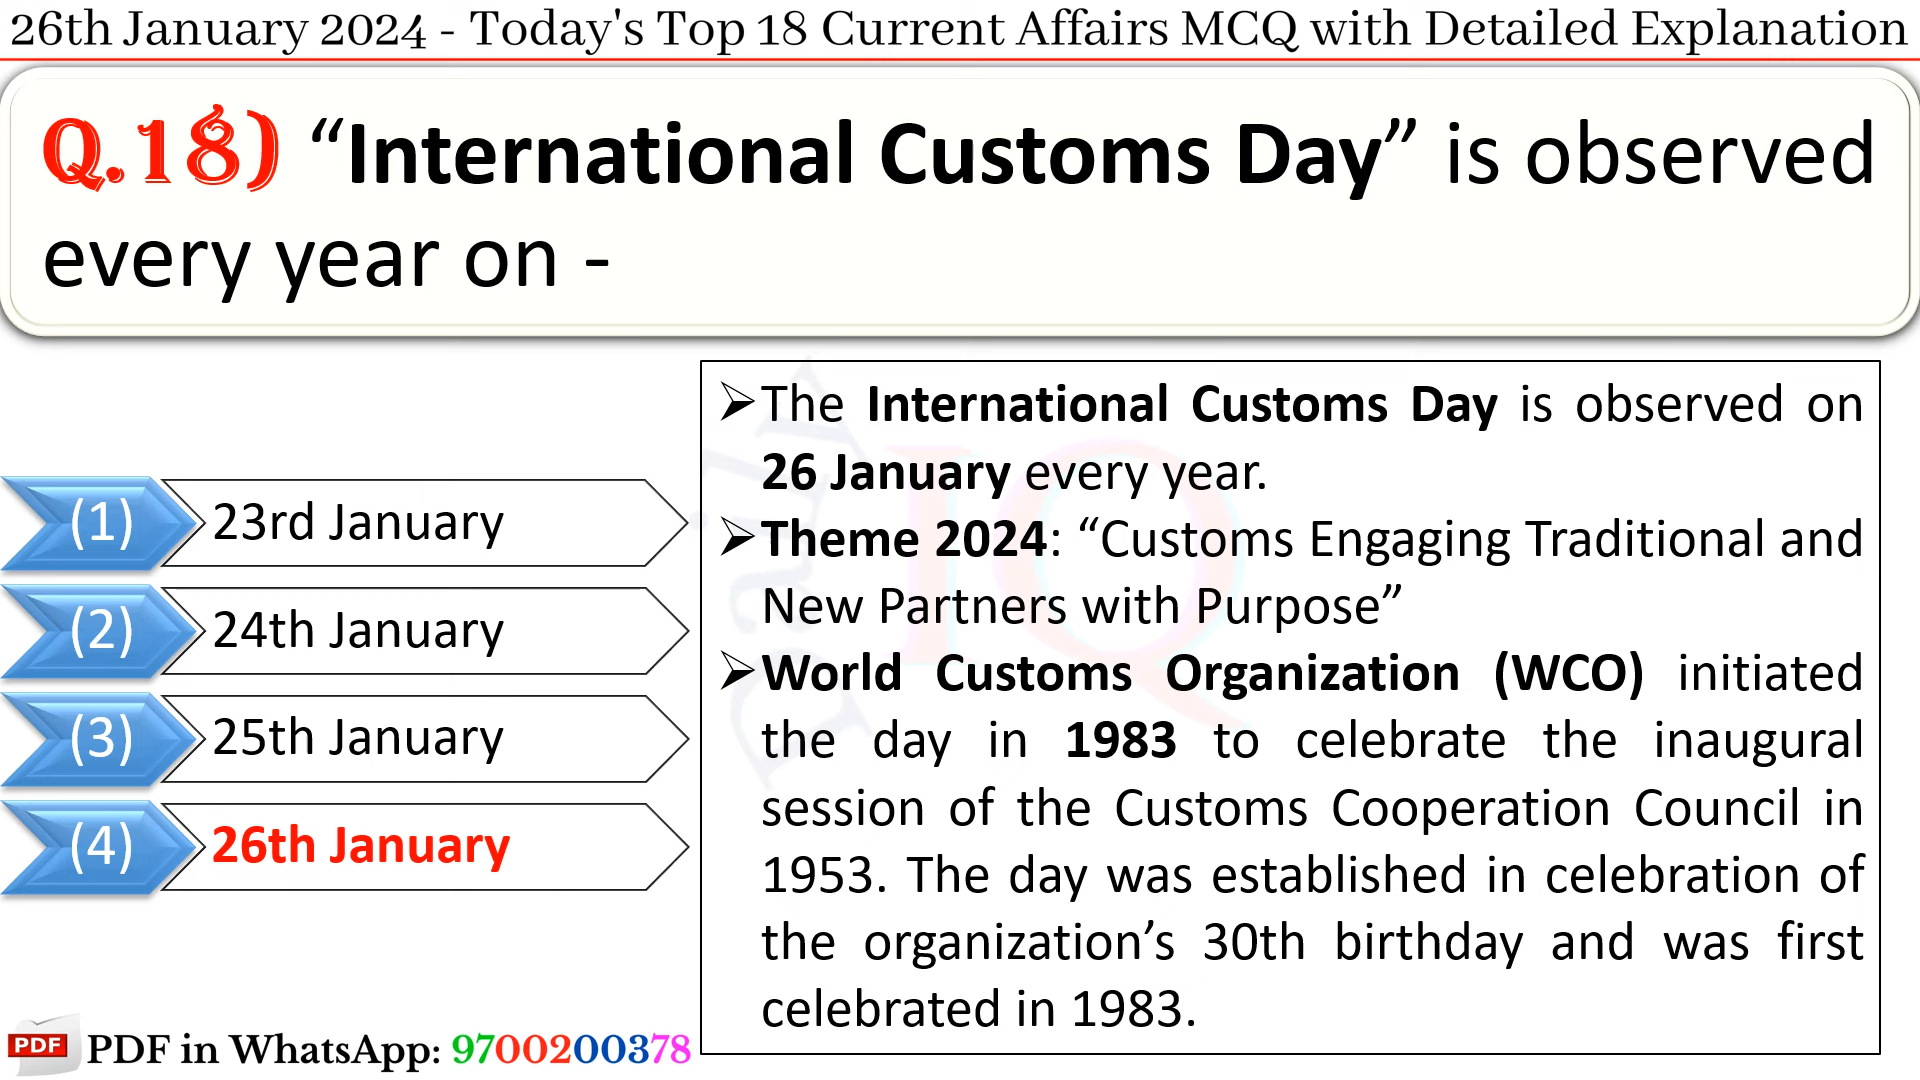 26th January 2024 - Today's Top 18 Current Affairs MCQ with Detailed Explanation
Q.18) “International Customs Day” is observed
every year on -
(1) 23rd January
(2) 24th January
(3) 25th January
(4) 26th January
➢The International Customs Day is observed on
26 January every year.
➢Theme 2024: “Customs Engaging Traditional and
New Partners with Purpose”
➢World Customs Organization (WCO) initiated
the day in 1983 to celebrate the inaugural
session of the Customs Cooperation Council in
1953. The day was established in celebration of
the organization’s 30th birthday and was first
celebrated in 1983.
Daily IQ
PDF PDF in WhatsApp: 9700200378